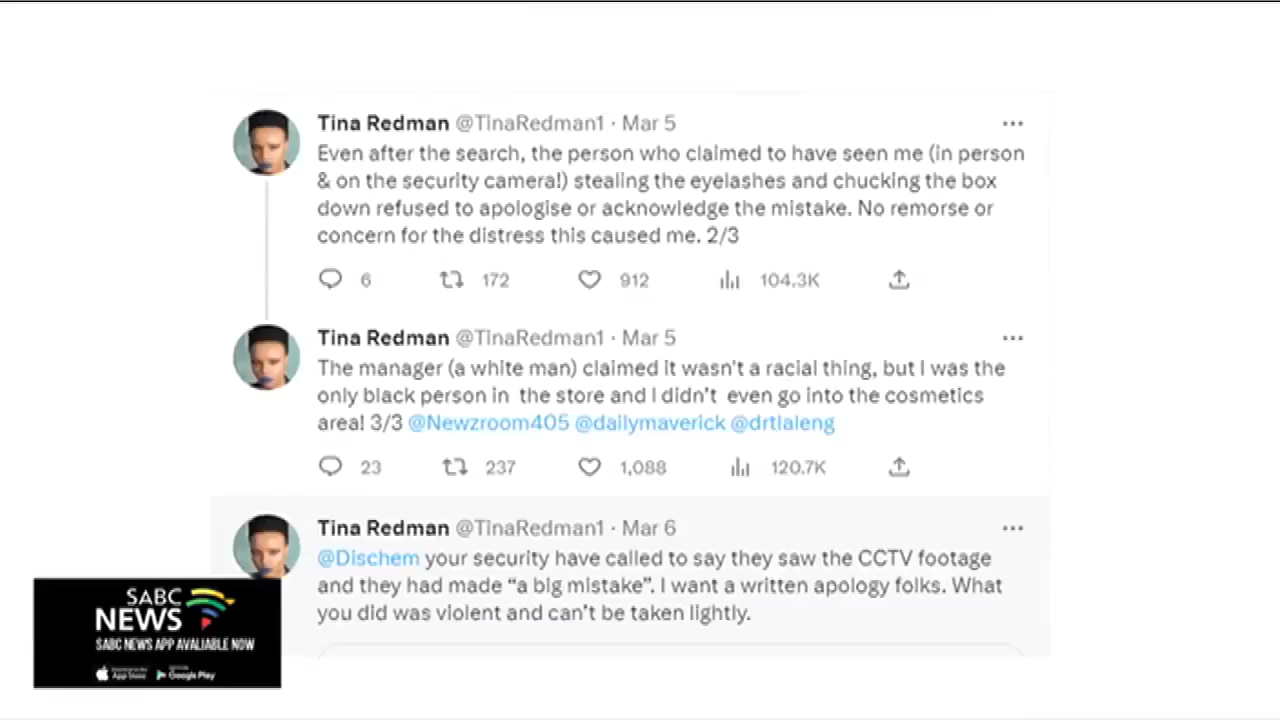 Tina Redman @TinaRedman1 · Mar 5
Even after the search, the person who claimed to have seen me (in person
& on the security camera!) stealing the eyelashes and chucking the box
down refused to apologise or acknowledge the mistake. No remorse or
concern for the distress this caused me. 2/3
6 172 912 104.3K
Tina Redman @TinaRedman1 · Mar 5
The manager (a white man) claimed it wasn't a racial thing, but I was the
only black person in the store and I didn't even go into the cosmetics
area! 3/3 @Newzroom405 @dailymaverick @drtlaleng
23 237 1,088 120.7K
Tina Redman @TinaRedman1 · Mar 6
@Dischem your security have called to say they saw the CCTV footage
and they had made “a big mistake”. I want a written apology folks. What
you did was violent and can't be taken lightly.
SABC
NEWS
SABC NEWS APP AVALIABLE NOW
App Store Google Play